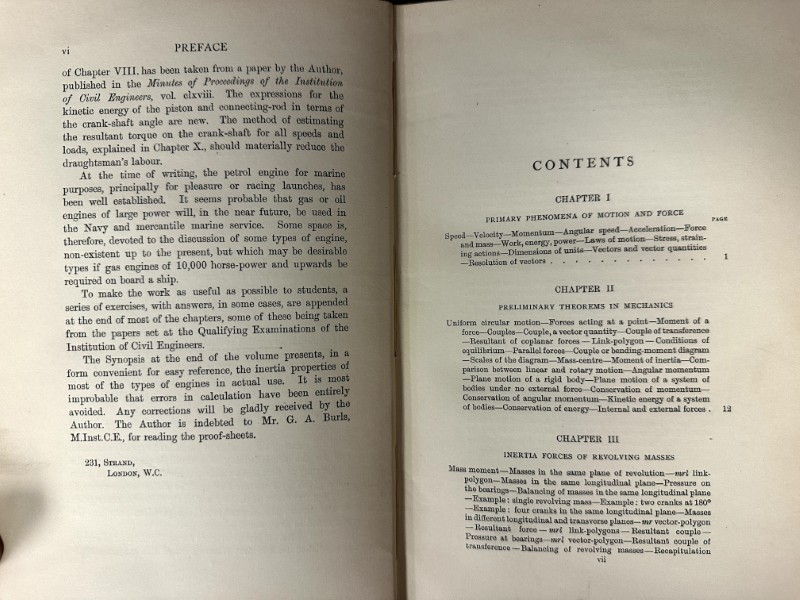 vi
PREFACE
of Chapter VIII. has been taken from a paper by the Author,
published in the Minutes of Proceedings of the Institution
of Civil Engineers, vol. clxviii. The expressions for the
kinetic energy of the piston and connecting-rod in terms of
the crank-shaft angle are new. The method of estimating
the resultant torque on the crank-shaft for all speeds and
loads, explained in Chapter X., should materially reduce the
draughtsman's labour.
At the time of writing, the petrol engine for marine
purposes, principally for pleasure or racing launches, has
been well established. It seems probable that gas or oil
engines of large power will, in the near future, be used in
the Navy and mercantile marine service. Some space is,
therefore, devoted to the discussion of some types of engine,
non-existent up to the present, but which may be desirable
types if gas engines of 10,000 horse-power and upwards be
required on board a ship.
To make the work as useful as possible to students, a
series of exercises, with answers, in some cases, are appended
at the end of most of the chapters, some of these being taken
from the papers set at the Qualifying Examinations of the
Institution of Civil Engineers.
The Synopsis at the end of the volume presents, in a
form convenient for easy reference, the inertia properties of
most of the types of engines in actual use. It is most
improbable that errors in calculation have been entirely
avoided. Any corrections will be gladly received by the
Author. The Author is indebted to Mr. G. A. Burls,
M.Inst.C.E., for reading the proof-sheets.
231, STRAND,
LONDON, W.C.
CONTENTS
CHAPTER I
PRIMARY PHENOMENA OF MOTION AND FORCE
PAGE
Speed—Velocity—Momentum—Angular speed—Acceleration—Force
and mass—Work, energy, power—Laws of motion—Stress, strain-
ing actions—Dimensions of units—Vectors and vector quantities
—Resolution of vectors . . . . . . . . . . . . 1
CHAPTER II
PRELIMINARY THEOREMS IN MECHANICS
Uniform circular motion—Forces acting at a point—Moment of a
force—Couples—Couple, a vector quantity—Couple of transference
—Resultant of coplanar forces—Link-polygon—Conditions of
equilibrium—Parallel forces—Couple or bending-moment diagram
—Scales of the diagram—Mass-centre—Moment of inertia—Com-
parison between linear and rotary motion—Angular momentum
—Plane motion of a rigid body—Plane motion of a system of
bodies under no external force—Conservation of momentum—
Conservation of angular momentum—Kinetic energy of a system
of bodies—Conservation of energy—Internal and external forces . 12
CHAPTER III
INERTIA FORCES OF REVOLVING MASSES
Mass moment—Masses in the same plane of revolution—mrl link-
polygon—Masses in the same longitudinal plane—Pressure on
the bearings—Balancing of masses in the same longitudinal plane
—Example: single revolving mass—Example: two cranks at 180°
—Example: four cranks in the same longitudinal plane—Masses
in different longitudinal and transverse planes—mr vector-polygon
—Resultant force—mrl link-polygons—Resultant couple—
Pressure at bearings—mrl vector-polygon—Resultant couple of
transference—Balancing of revolving masses—Recapitulation
vii